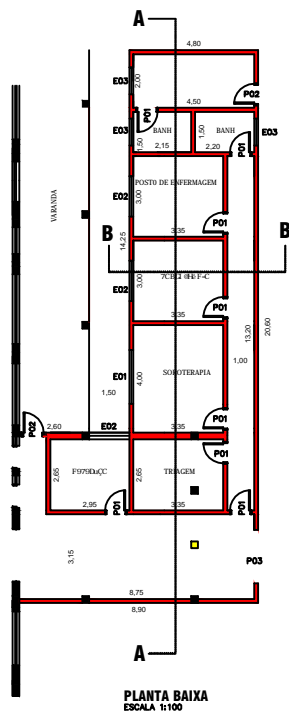 A
4,80
E03
2,00
P02
4,50
P01
E03
1,50
BANH
2,15
1,50
BANH
2,20
P01
E03
VARANDA
POSTO DE ENFERMAGEM
E02
3,00
P01
3,35
B
B
14,25
E02
3,00
P01
3,35
13,20
20,60
1,00
E01
4,00
SOROTERAPIA
1,50
P01
3,35
2,60
E02
P02
P01
2,65
2,65
TRIAGEM
2,95
P01
3,35
P01
3,15
P03
8,75
8,90
A
PLANTA BAIXA
ESCALA 1:100